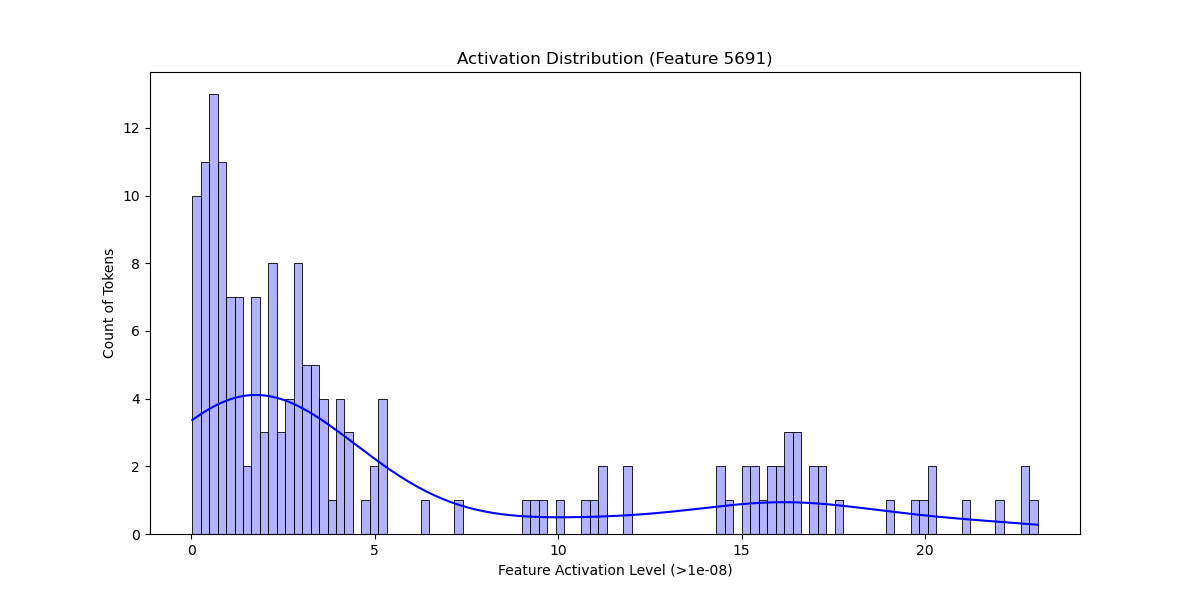 Activation Distribution (Feature 5691)
Count of Tokens
12
10
8
6
4
2
0
0 5 10 15 20
Feature Activation Level (>1e-08)